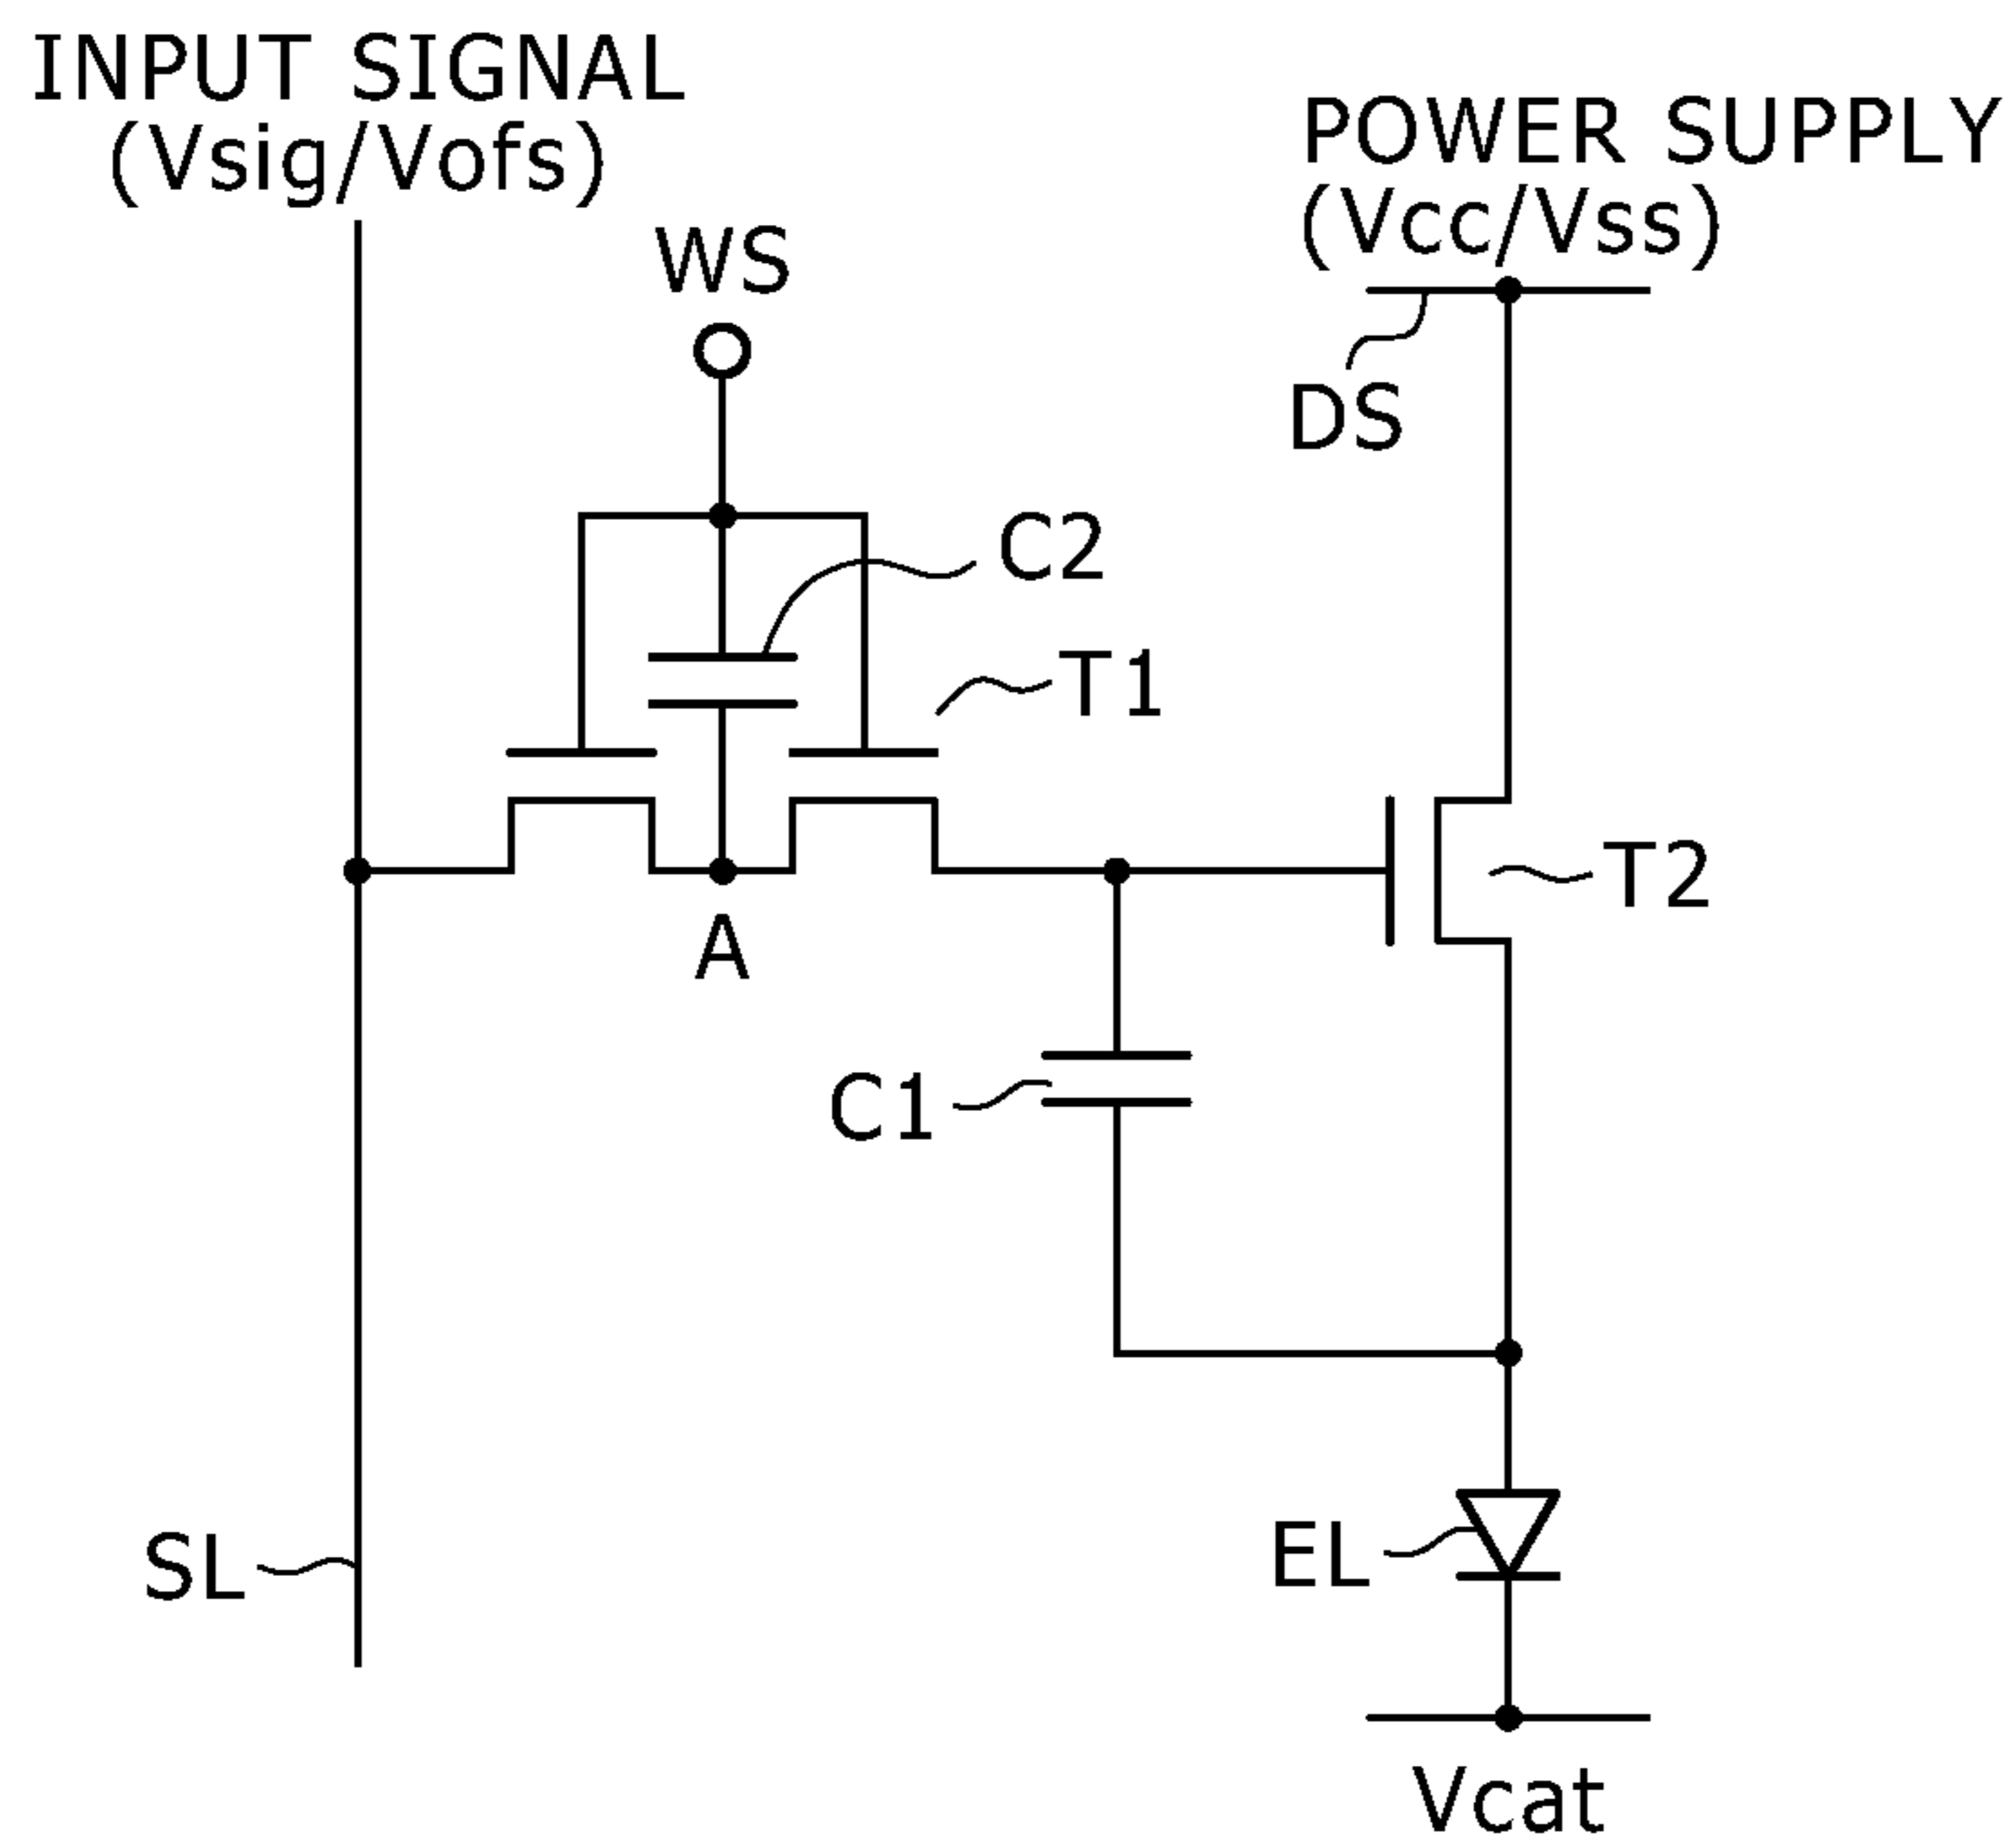 INPUT SIGNAL
(Vsig/Vofs)
POWER SUPPLY
(Vcc/Vss)
WS
DS
C2
T1
T2
A
C1
SL
EL
Vcat